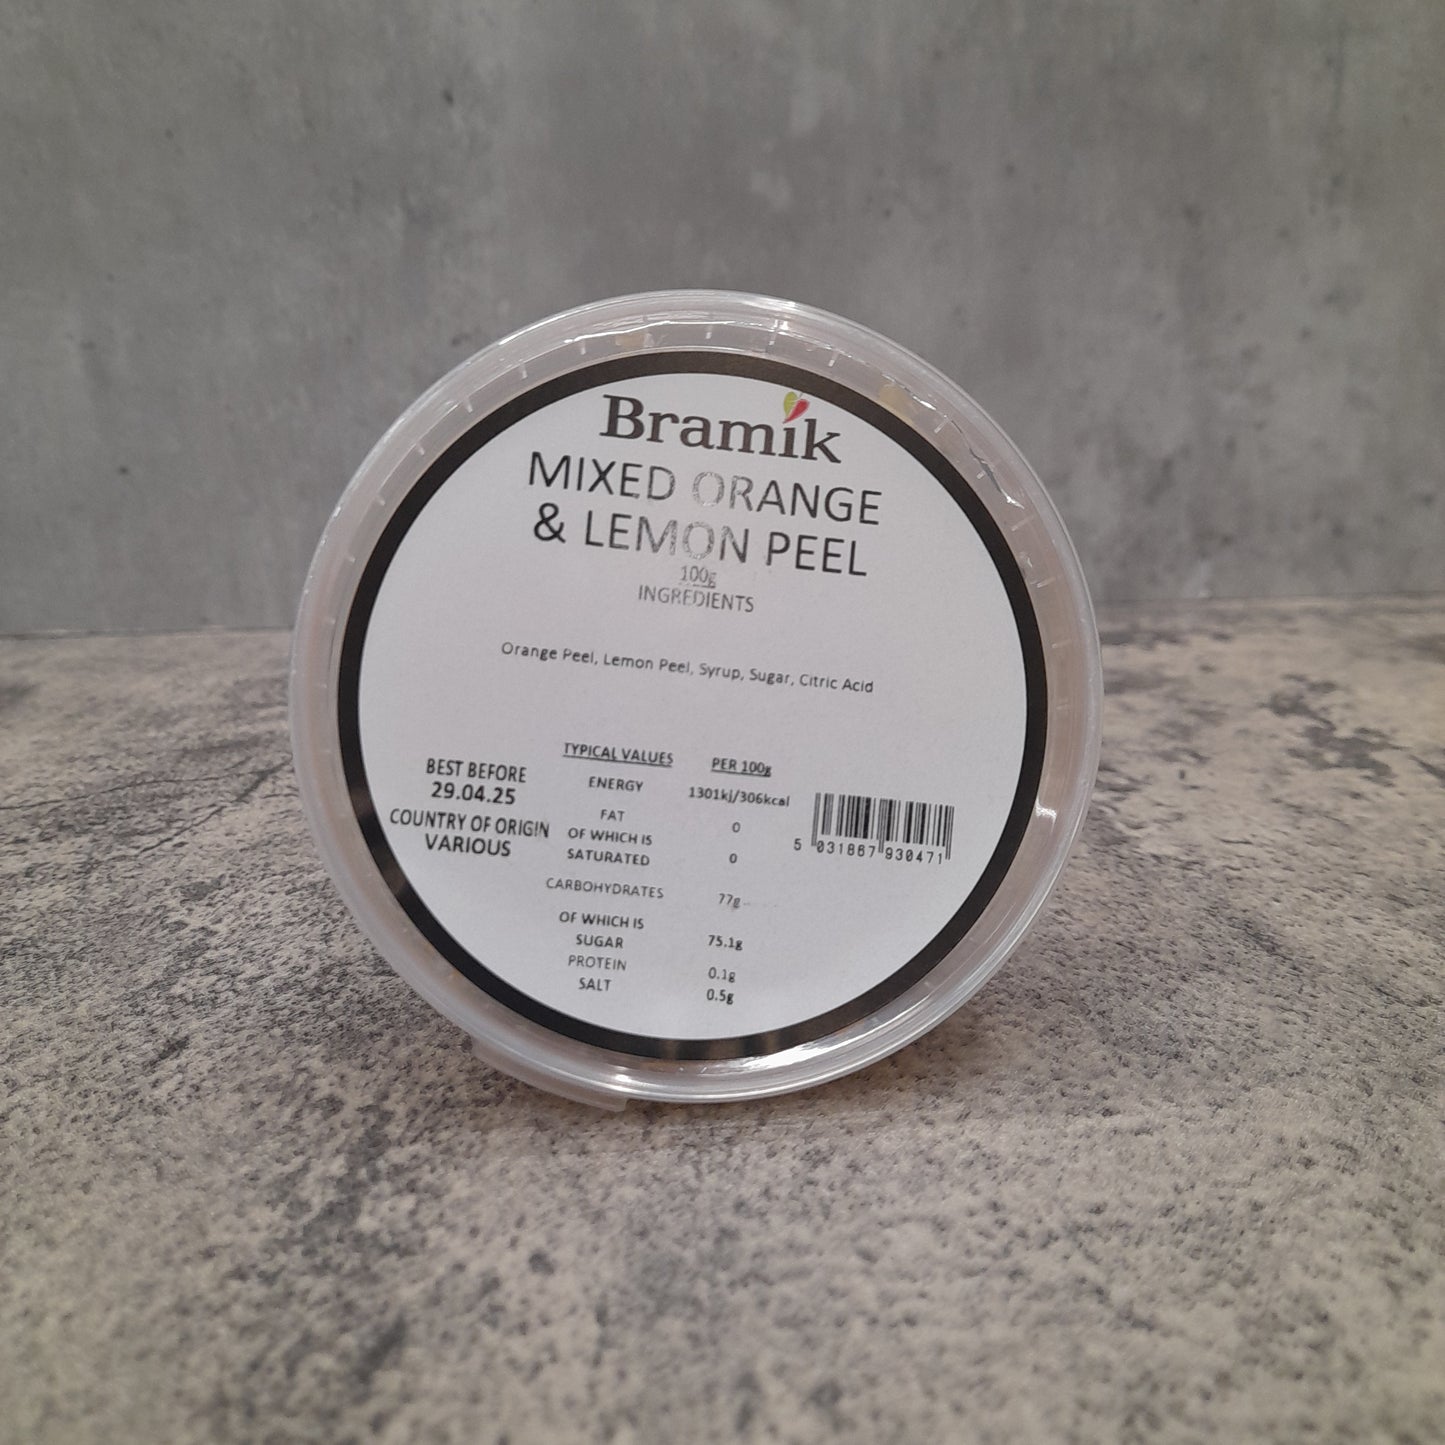 Bramik
MIXED ORANGE
& LEMON PEEL
100g
INGREDIENTS
Orange Peel, Lemon Peel, Syrup, Sugar, Citric Acid
BEST BEFORE
29.04.25
COUNTRY OF ORIGIN
VARIOUS
TYPICAL VALUES PER 100g
ENERGY 1301kj/306kcal
FAT 0
OF WHICH IS
SATURATED 0
CARBOHYDRATES 77g
OF WHICH IS
SUGAR 75.1g
PROTEIN 0.1g
SALT 0.5g
5 031867 930471